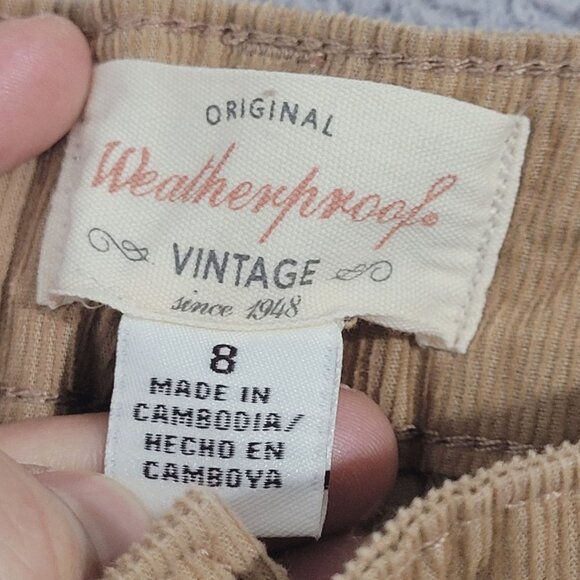 ORIGINAL
Weatherproof
VINTAGE
since 1948
8
MADE IN
CAMBODIA/
HECHO EN
CAMBOYA